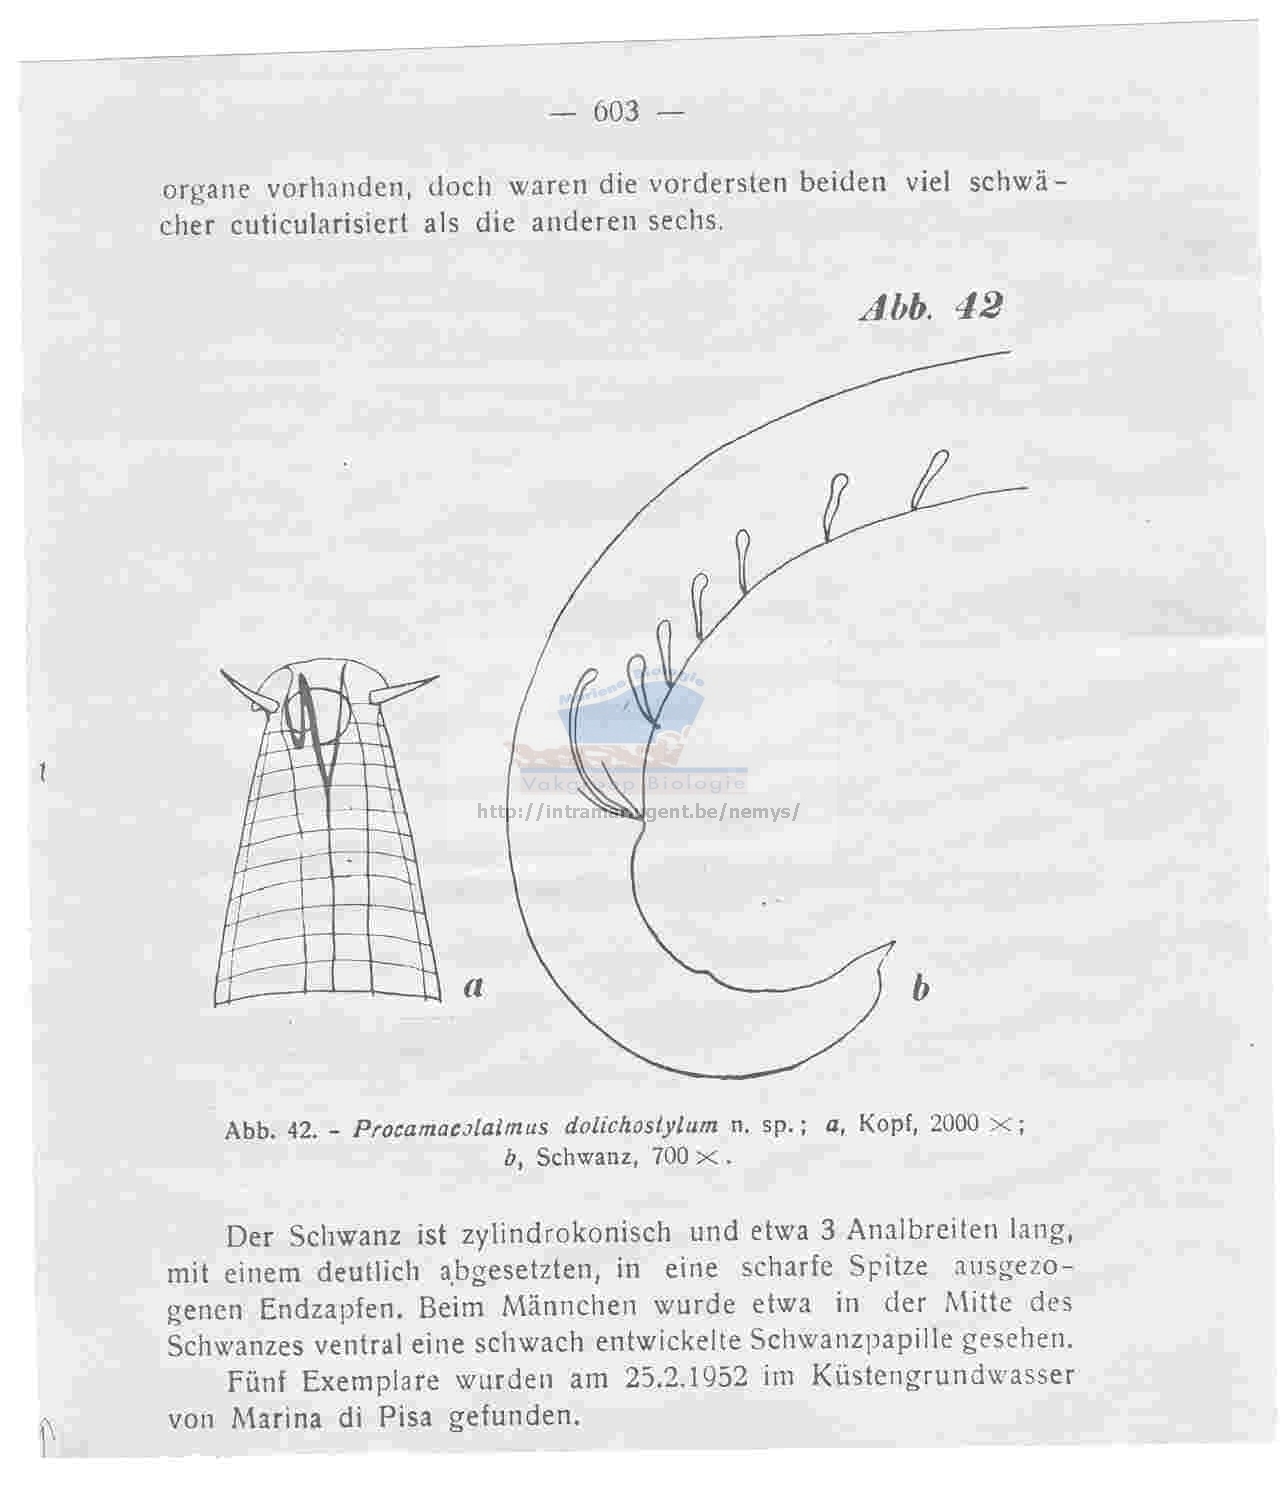 — 603 —
organe vorhanden, doch waren die vordersten beiden viel schwä-
cher cuticularisiert als die anderen sechs.
Abb. 42
Mariene Biologie
Vakgroep Biologie
http://intramar.ugent.be/nemys/
a
b
Abb. 42. - Procamacolaimus dolichostylum n. sp.; a, Kopf, 2000 ×;
b, Schwanz, 700 ×.
Der Schwanz ist zylindrokonisch und etwa 3 Analbreiten lang,
mit einem deutlich abgesetzten, in eine scharfe Spitze ausgezo-
genen Endzapfen. Beim Männchen wurde etwa in der Mitte des
Schwanzes ventral eine schwach entwickelte Schwanzpapille gesehen.
Fünf Exemplare wurden am 25.2.1952 im Küstengrundwasser
von Marina di Pisa gefunden.